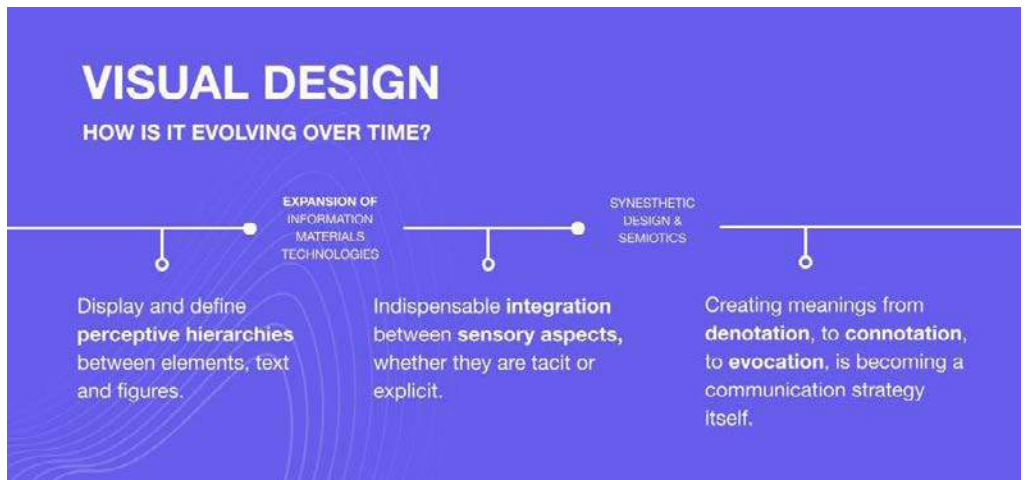 VISUAL DESIGN
HOW IS IT EVOLVING OVER TIME?
EXPANSION OF
INFORMATION
MATERIALS
TECHNOLOGIES
SYNESTHETIC
DESIGN &
SEMIOTICS
Display and define
perceptive hierarchies
between elements, text
and figures.
Indispensable integration
between sensory aspects,
whether they are tacit or
explicit.
Creating meanings from
denotation, to connotation,
to evocation, is becoming a
communication strategy
itself.